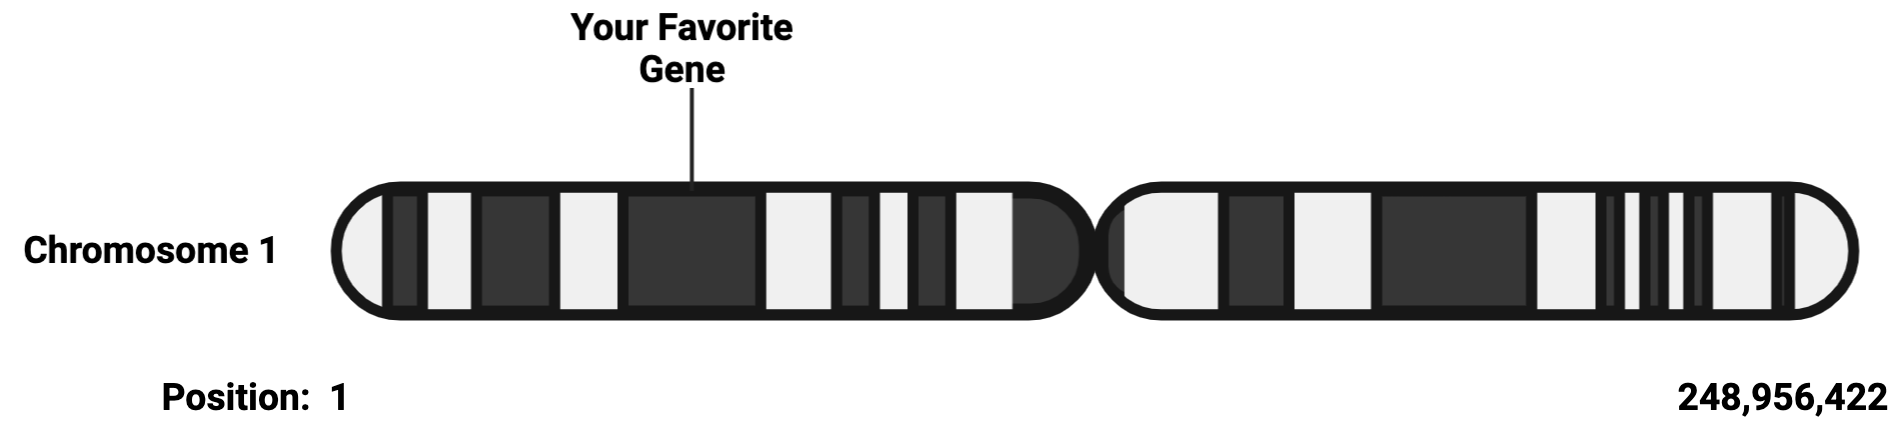 Your Favorite
Gene
Chromosome 1
Position: 1
248,956,422